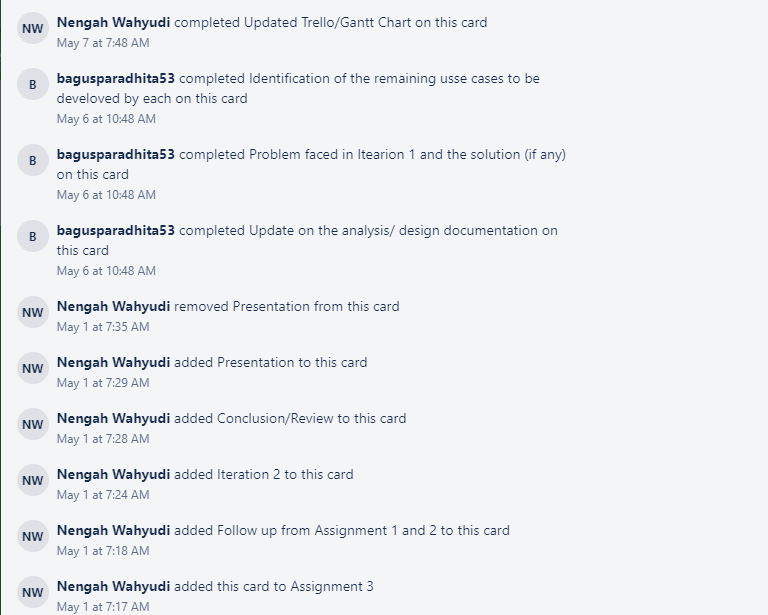 NW
Nengah Wahyudi completed Updated Trello/Gantt Chart on this card
May 7 at 7:48 AM
B
bagusparadhita53 completed Identification of the remaining usse cases to be
develoved by each on this card
May 6 at 10:48 AM
B
bagusparadhita53 completed Problem faced in Itearion 1 and the solution (if any)
on this card
May 6 at 10:48 AM
B
bagusparadhita53 completed Update on the analysis/ design documentation on
this card
May 6 at 10:48 AM
NW
Nengah Wahyudi removed Presentation from this card
May 1 at 7:35 AM
NW
Nengah Wahyudi added Presentation to this card
May 1 at 7:29 AM
NW
Nengah Wahyudi added Conclusion/Review to this card
May 1 at 7:28 AM
NW
Nengah Wahyudi added Iteration 2 to this card
May 1 at 7:24 AM
NW
Nengah Wahyudi added Follow up from Assignment 1 and 2 to this card
May 1 at 7:18 AM
NW
Nengah Wahyudi added this card to Assignment 3
May 1 at 7:17 AM